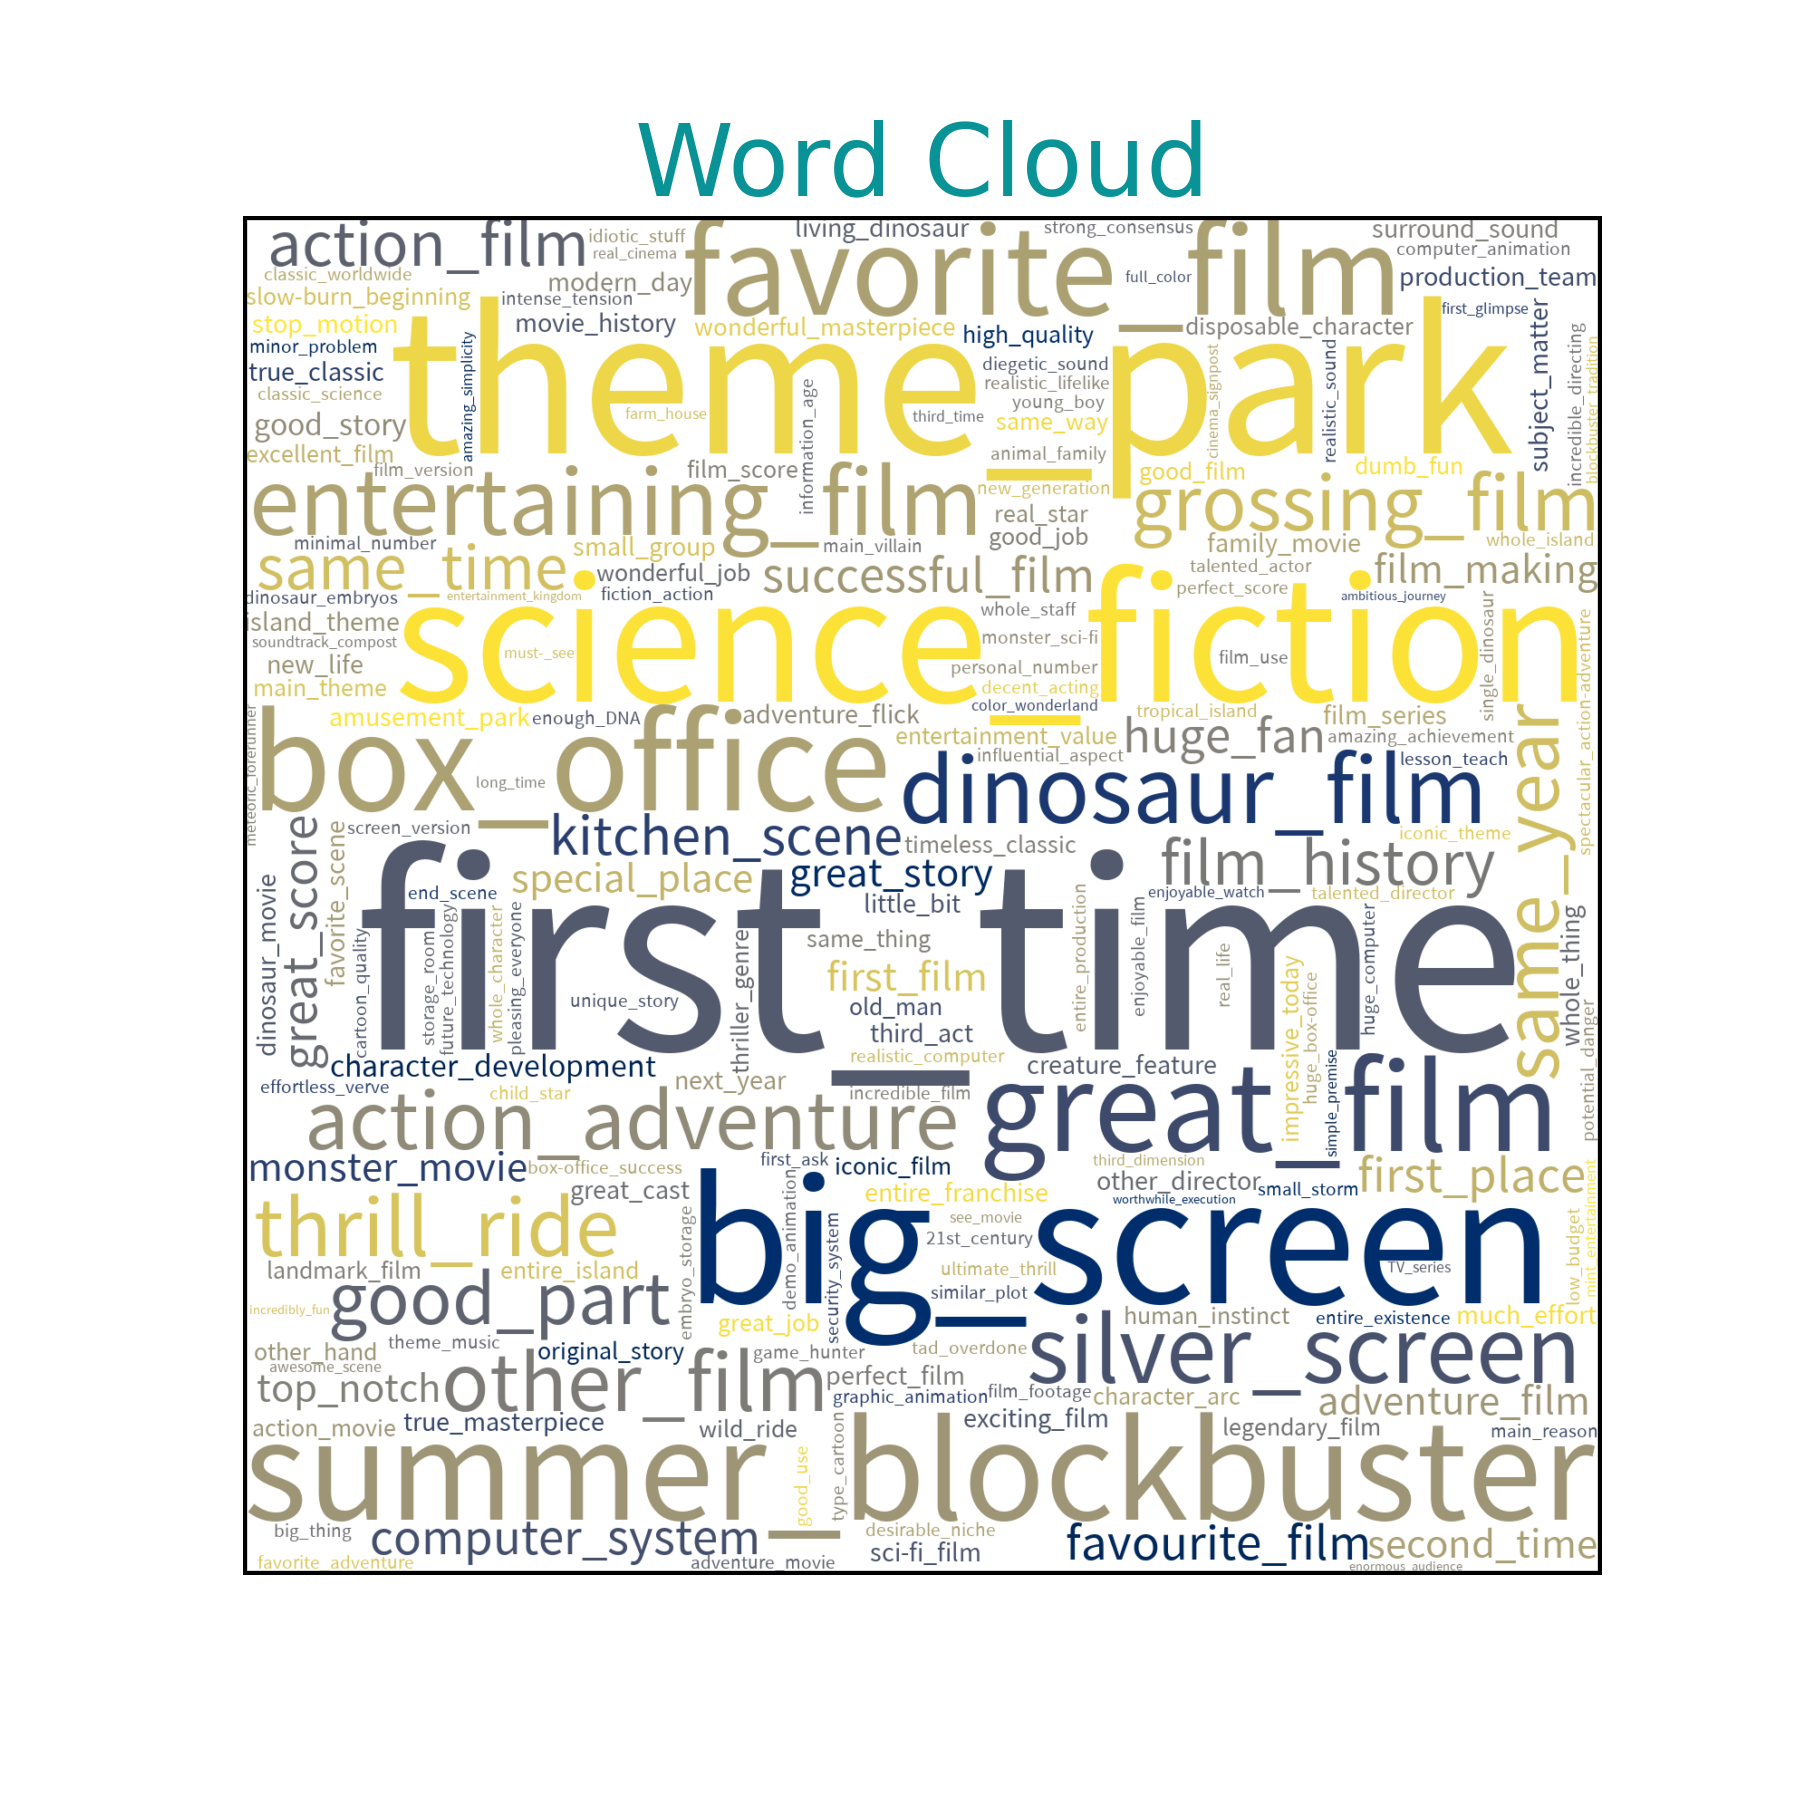 Word Cloud
action_film
idiotic_stuff
real_cinema
living_dinosaur
strong_consensus
surround_sound
computer_animation
favorite_film
classic_worldwide
modern_day
full_color
production_team
slow-burn_beginning
intense_tension
first_glimpse
stop_motion
movie_history
wonderful_masterpiece
high_quality
disposable_character
minor_problem
theme_park
true_classic
amazing_simplicity
diegetic_sound
realistic_lifelike
cinema_signpost
realistic_sound
subject_matter
incredible_directing
blockbuster_tradition
classic_science
information_age
young_boy
good_story
farm_house
third_time
same_way
excellent_film
film_version
film_score
animal_family
good_film
dumb_fun
entertaining_film
new_generation
grossing_film
real_star
minimal_number
small_group
main_villain
good_job
family_movie
whole_island
same_time
wonderful_job
successful_film
talented_actor
film_making
dinosaur_embryos
entertainment_kingdom
fiction_action
perfect_score
ambitious_journey
island_theme
whole_staff
soundtrack_compost
science_fiction
monster_sci-fi
single_dinosaur
spectacular_action-adventure
new_life
must-_see
personal_number
film_use
main_theme
decent_acting
color_wonderland
amusement_park
enough_DNA
adventure_flick
tropical_island
film_series
meteoric_forerunner
box_office
entertainment_value
huge_fan
amazing_achievement
long_time
influential_aspect
lesson_teach
dinosaur_film
same_year
screen_version
kitchen_scene
timeless_classic
iconic_theme
great_score
favorite_scene
special_place
great_story
film_history
dinosaur_movie
end_scene
little_bit
enjoyable_watch
talented_director
first_time
cartoon_quality
storage_room
future_technology
whole_character
pleasing_everyone
unique_story
thriller_genre
same_thing
first_film
old_man
third_act
entire_production
enjoyable_film
real_life
impressive_today
huge_box-office
huge_computer
whole_thing
potential_danger
character_development
realistic_computer
creature_feature
simple_premise
effortless_verve
child_star
next_year
incredible_film
action_adventure
great_film
monster_movie
box-office_success
first_ask
iconic_film
third_dimension
other_director
small_storm
first_place
great_cast
entire_franchise
worthwhile_execution
thrill_ride
embryo_storage
demo_animation
security_system
see_movie
21st_century
big_screen
low_budget
mint_entertainment
landmark_film
entire_island
ultimate_thrill
TV_series
incredibly_fun
good_part
similar_plot
great_job
human_instinct
entire_existence
much_effort
other_hand
theme_music
original_story
game_hunter
tad_overdone
silver_screen
awesome_scene
top_notch
other_film
perfect_film
graphic_animation
film_footage
character_arc
adventure_film
action_movie
true_masterpiece
wild_ride
exciting_film
legendary_film
main_reason
summer_blockbuster
good_use
type_cartoon
big_thing
computer_system
desirable_niche
sci-fi_film
favourite_film
second_time
favorite_adventure
adventure_movie
enormous_audience